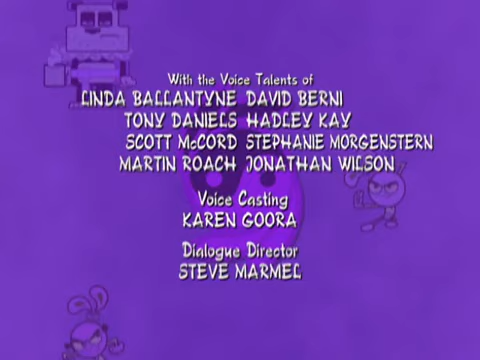 With the Voice Talents of
LINDA BALLANTYNE DAVID BERNI
TONY DANIELS HADLEY KAY
SCOTT McCORD STEPHANIE MORGENSTERN
MARTIN ROACH JONATHAN WILSON
Voice Casting
KAREN GOORA
Dialogue Director
STEVE MARMEL